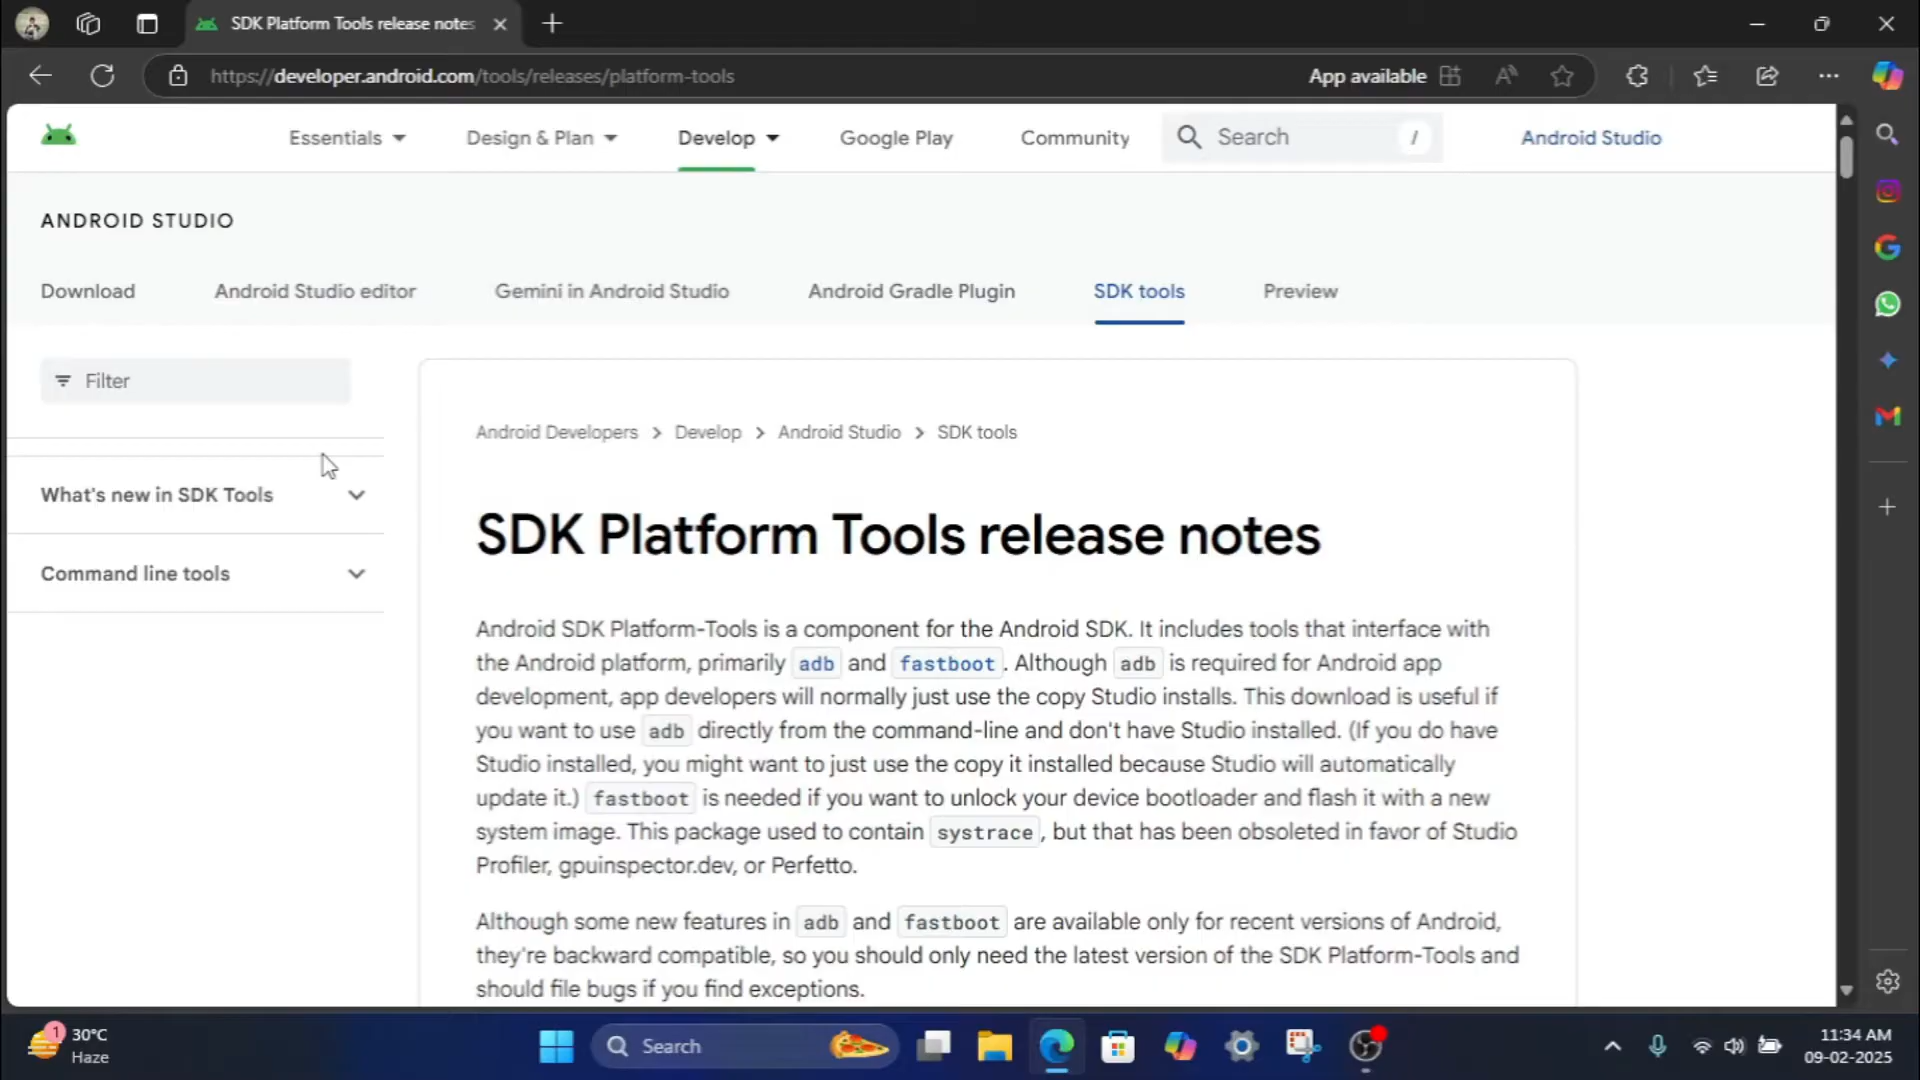 SDK Platform Tools release notes
https://developer.android.com/tools/releases/platform-tools
App available
Essentials
Design & Plan
Develop
Google Play
Community
Search
/
Android Studio
ANDROID STUDIO
Download
Android Studio editor
Gemini in Android Studio
Android Gradle Plugin
SDK tools
Preview
Filter
What's new in SDK Tools
Command line tools
Android Developers > Develop > Android Studio > SDK tools
SDK Platform Tools release notes
Android SDK Platform-Tools is a component for the Android SDK. It includes tools that interface with
the Android platform, primarily adb and fastboot. Although adb is required for Android app
development, app developers will normally just use the copy Studio installs. This download is useful if
you want to use adb directly from the command-line and don't have Studio installed. (If you do have
Studio installed, you might want to just use the copy it installed because Studio will automatically
update it.) fastboot is needed if you want to unlock your device bootloader and flash it with a new
system image. This package used to contain systrace, but that has been obsoleted in favor of Studio
Profiler, gpuinspector.dev, or Perfetto.
Although some new features in adb and fastboot are available only for recent versions of Android,
they're backward compatible, so you should only need the latest version of the SDK Platform-Tools and
should file bugs if you find exceptions.
1
30°C
Haze
Search
11:34 AM
09-02-2025